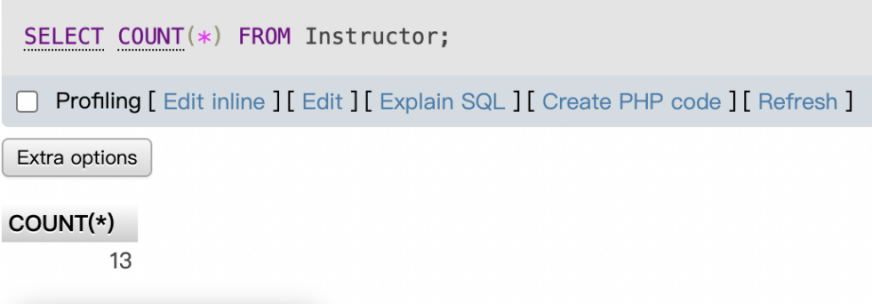 SELECT COUNT(*) FROM Instructor;
Profiling [ Edit inline ] [ Edit ] [ Explain SQL ] [ Create PHP code ] [ Refresh ]
Extra options
COUNT(*)
13